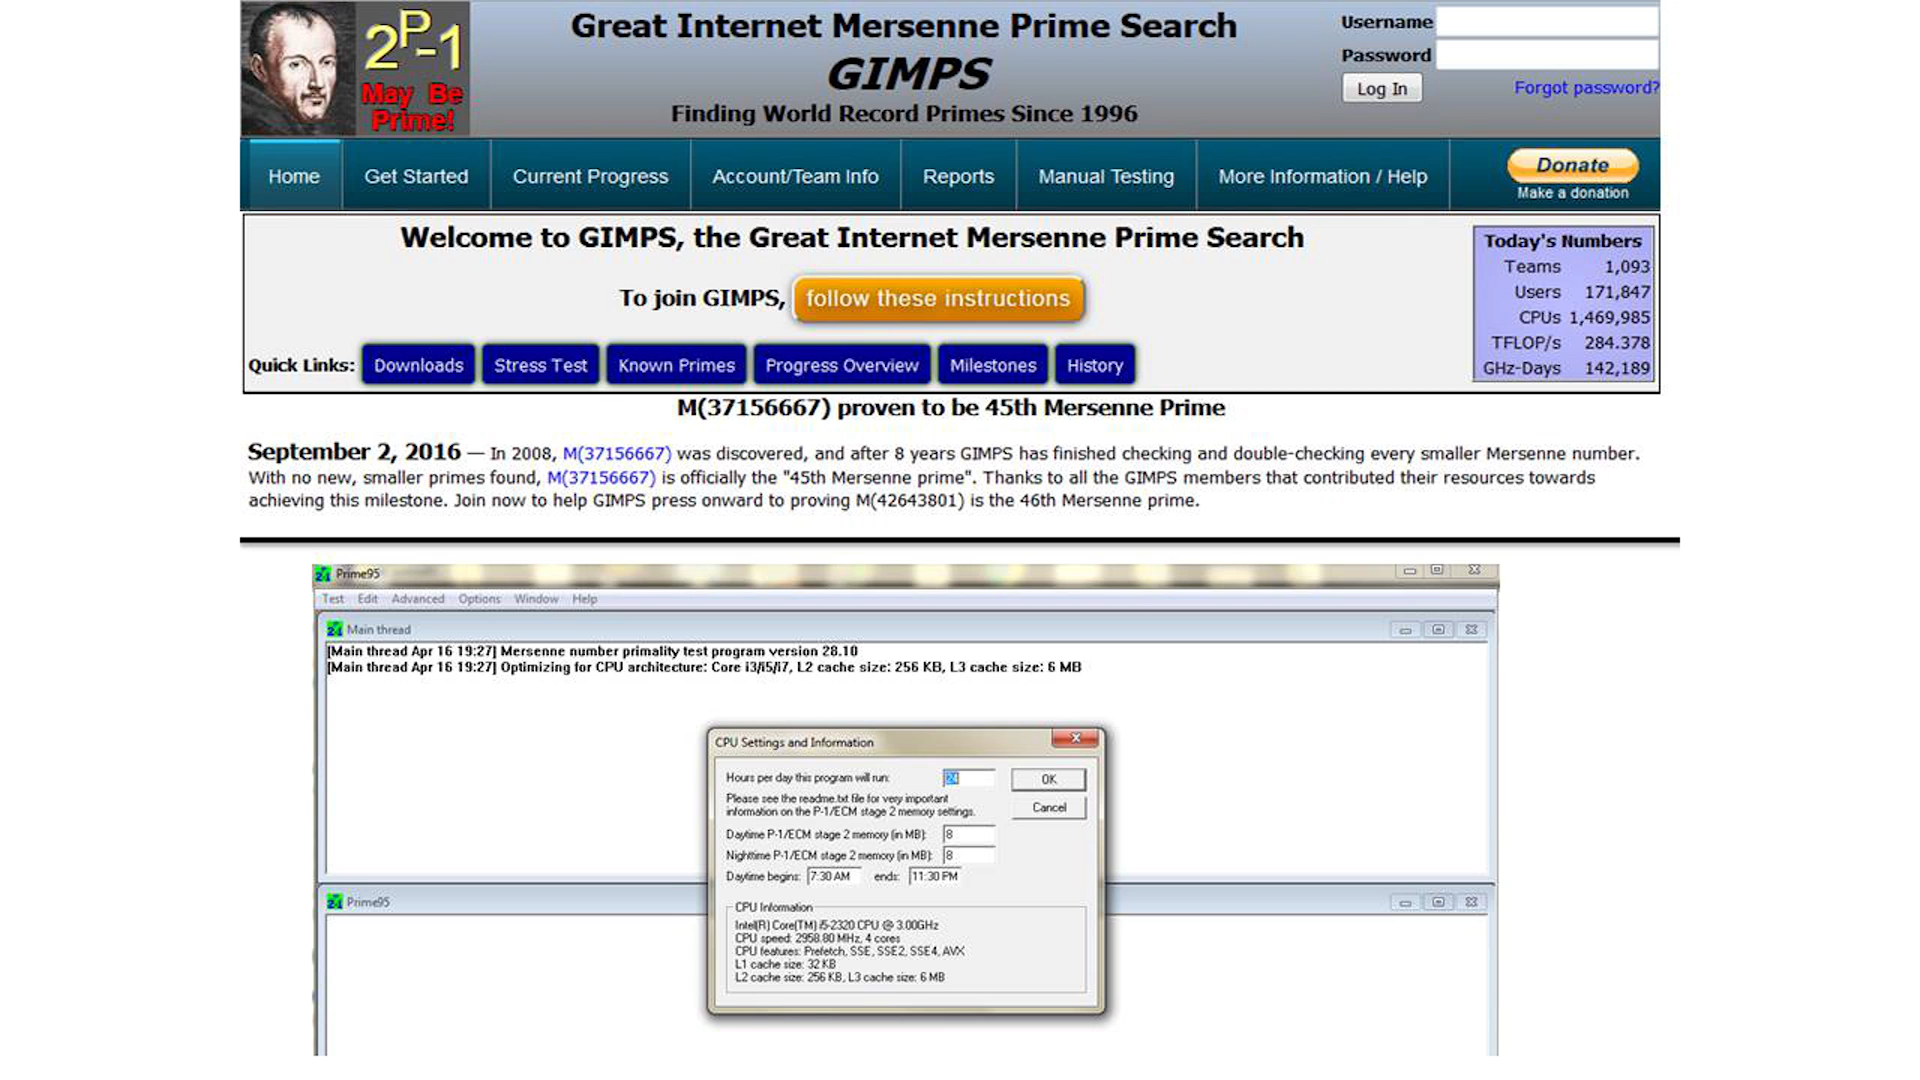 2P-1
May Be
Prime!
Great Internet Mersenne Prime Search
GIMPS
Finding World Record Primes Since 1996
Username
Password
Log In
Forgot password?
Home Get Started Current Progress Account/Team Info Reports Manual Testing More Information / Help
Donate
Make a donation
Welcome to GIMPS, the Great Internet Mersenne Prime Search
To join GIMPS, follow these instructions
Quick Links: Downloads Stress Test Known Primes Progress Overview Milestones History
Today's Numbers
Teams 1,093
Users 171,847
CPUs 1,469,985
TFLOP/s 284.378
GHz-Days 142,189
M(37156667) proven to be 45th Mersenne Prime
September 2, 2016 — In 2008, M(37156667) was discovered, and after 8 years GIMPS has finished checking and double-checking every smaller Mersenne number.
With no new, smaller primes found, M(37156667) is officially the "45th Mersenne prime". Thanks to all the GIMPS members that contributed their resources towards
achieving this milestone. Join now to help GIMPS press onward to proving M(42643801) is the 46th Mersenne prime.
Prime95
Test Edit Advanced Options Window Help
Main thread
[Main thread Apr 16 19:27] Mersenne number primality test program version 28.10
[Main thread Apr 16 19:27] Optimizing for CPU architecture: Core i3/i5/i7, L2 cache size: 256 KB, L3 cache size: 6 MB
CPU Settings and Information
Hours per day this program will run: 24
OK
Please see the readme.txt file for very important
information on the P-1/ECM stage 2 memory settings.
Cancel
Daytime P-1/ECM stage 2 memory (in MB): 8
Nighttime P-1/ECM stage 2 memory (in MB): 8
Daytime begins: 7:30 AM ends: 11:30 PM
CPU Information
Intel(R) Core(TM) i5-2320 CPU @ 3.00GHz
CPU speed: 2958.80 MHz, 4 cores
CPU features: Prefetch, SSE, SSE2, SSE4, AVX
L1 cache size: 32 KB
L2 cache size: 256 KB, L3 cache size: 6 MB
Prime95